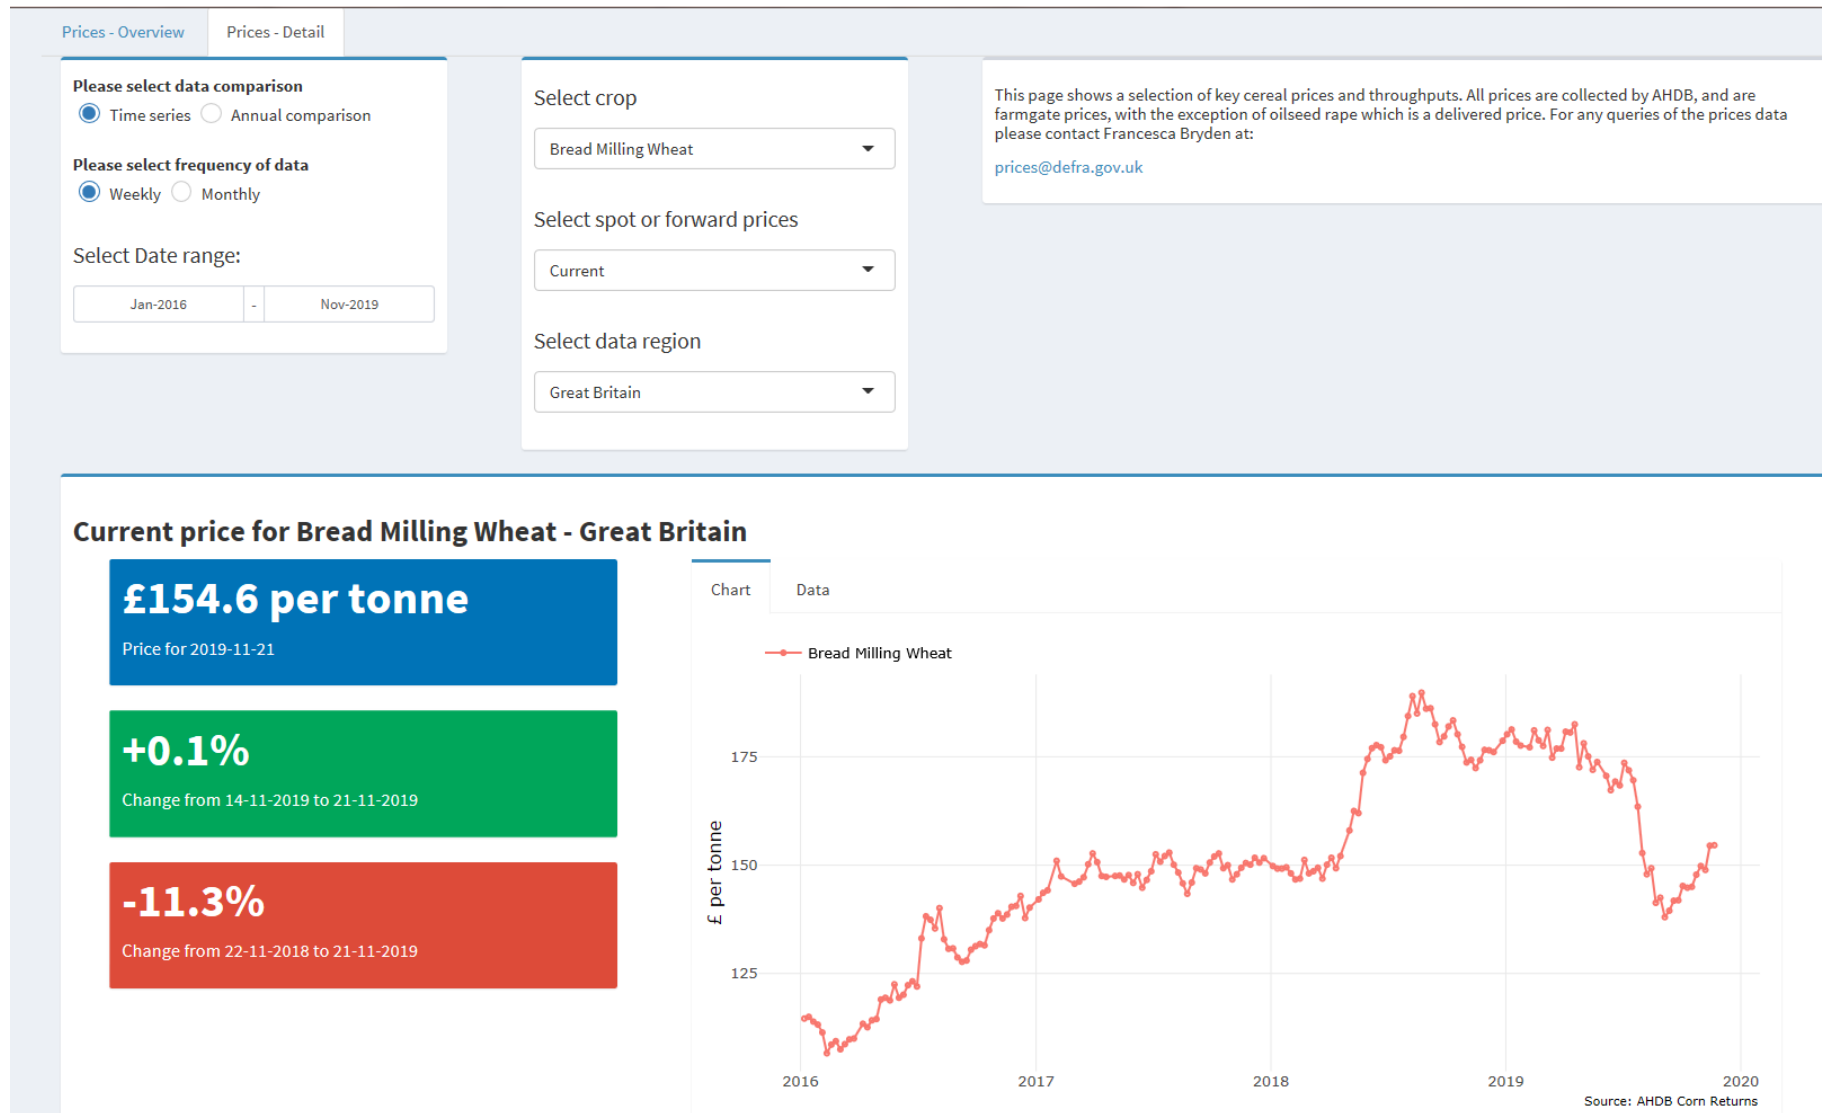 Prices - Overview
Prices - Detail
Please select data comparison
Time series
Annual comparison
Please select frequency of data
Weekly
Monthly
Select Date range:
Jan-2016
-
Nov-2019
Select crop
Bread Milling Wheat
Select spot or forward prices
Current
Select data region
Great Britain
This page shows a selection of key cereal prices and throughputs. All prices are collected by AHDB, and are
farmgate prices, with the exception of oilseed rape which is a delivered price. For any queries of the prices data
please contact Francesca Bryden at:
prices@defra.gov.uk
Current price for Bread Milling Wheat - Great Britain
£154.6 per tonne
Price for 2019-11-21
+0.1%
Change from 14-11-2019 to 21-11-2019
-11.3%
Change from 22-11-2018 to 21-11-2019
Chart
Data
Bread Milling Wheat
£ per tonne
175
150
125
2016
2017
2018
2019
2020
Source: AHDB Corn Returns